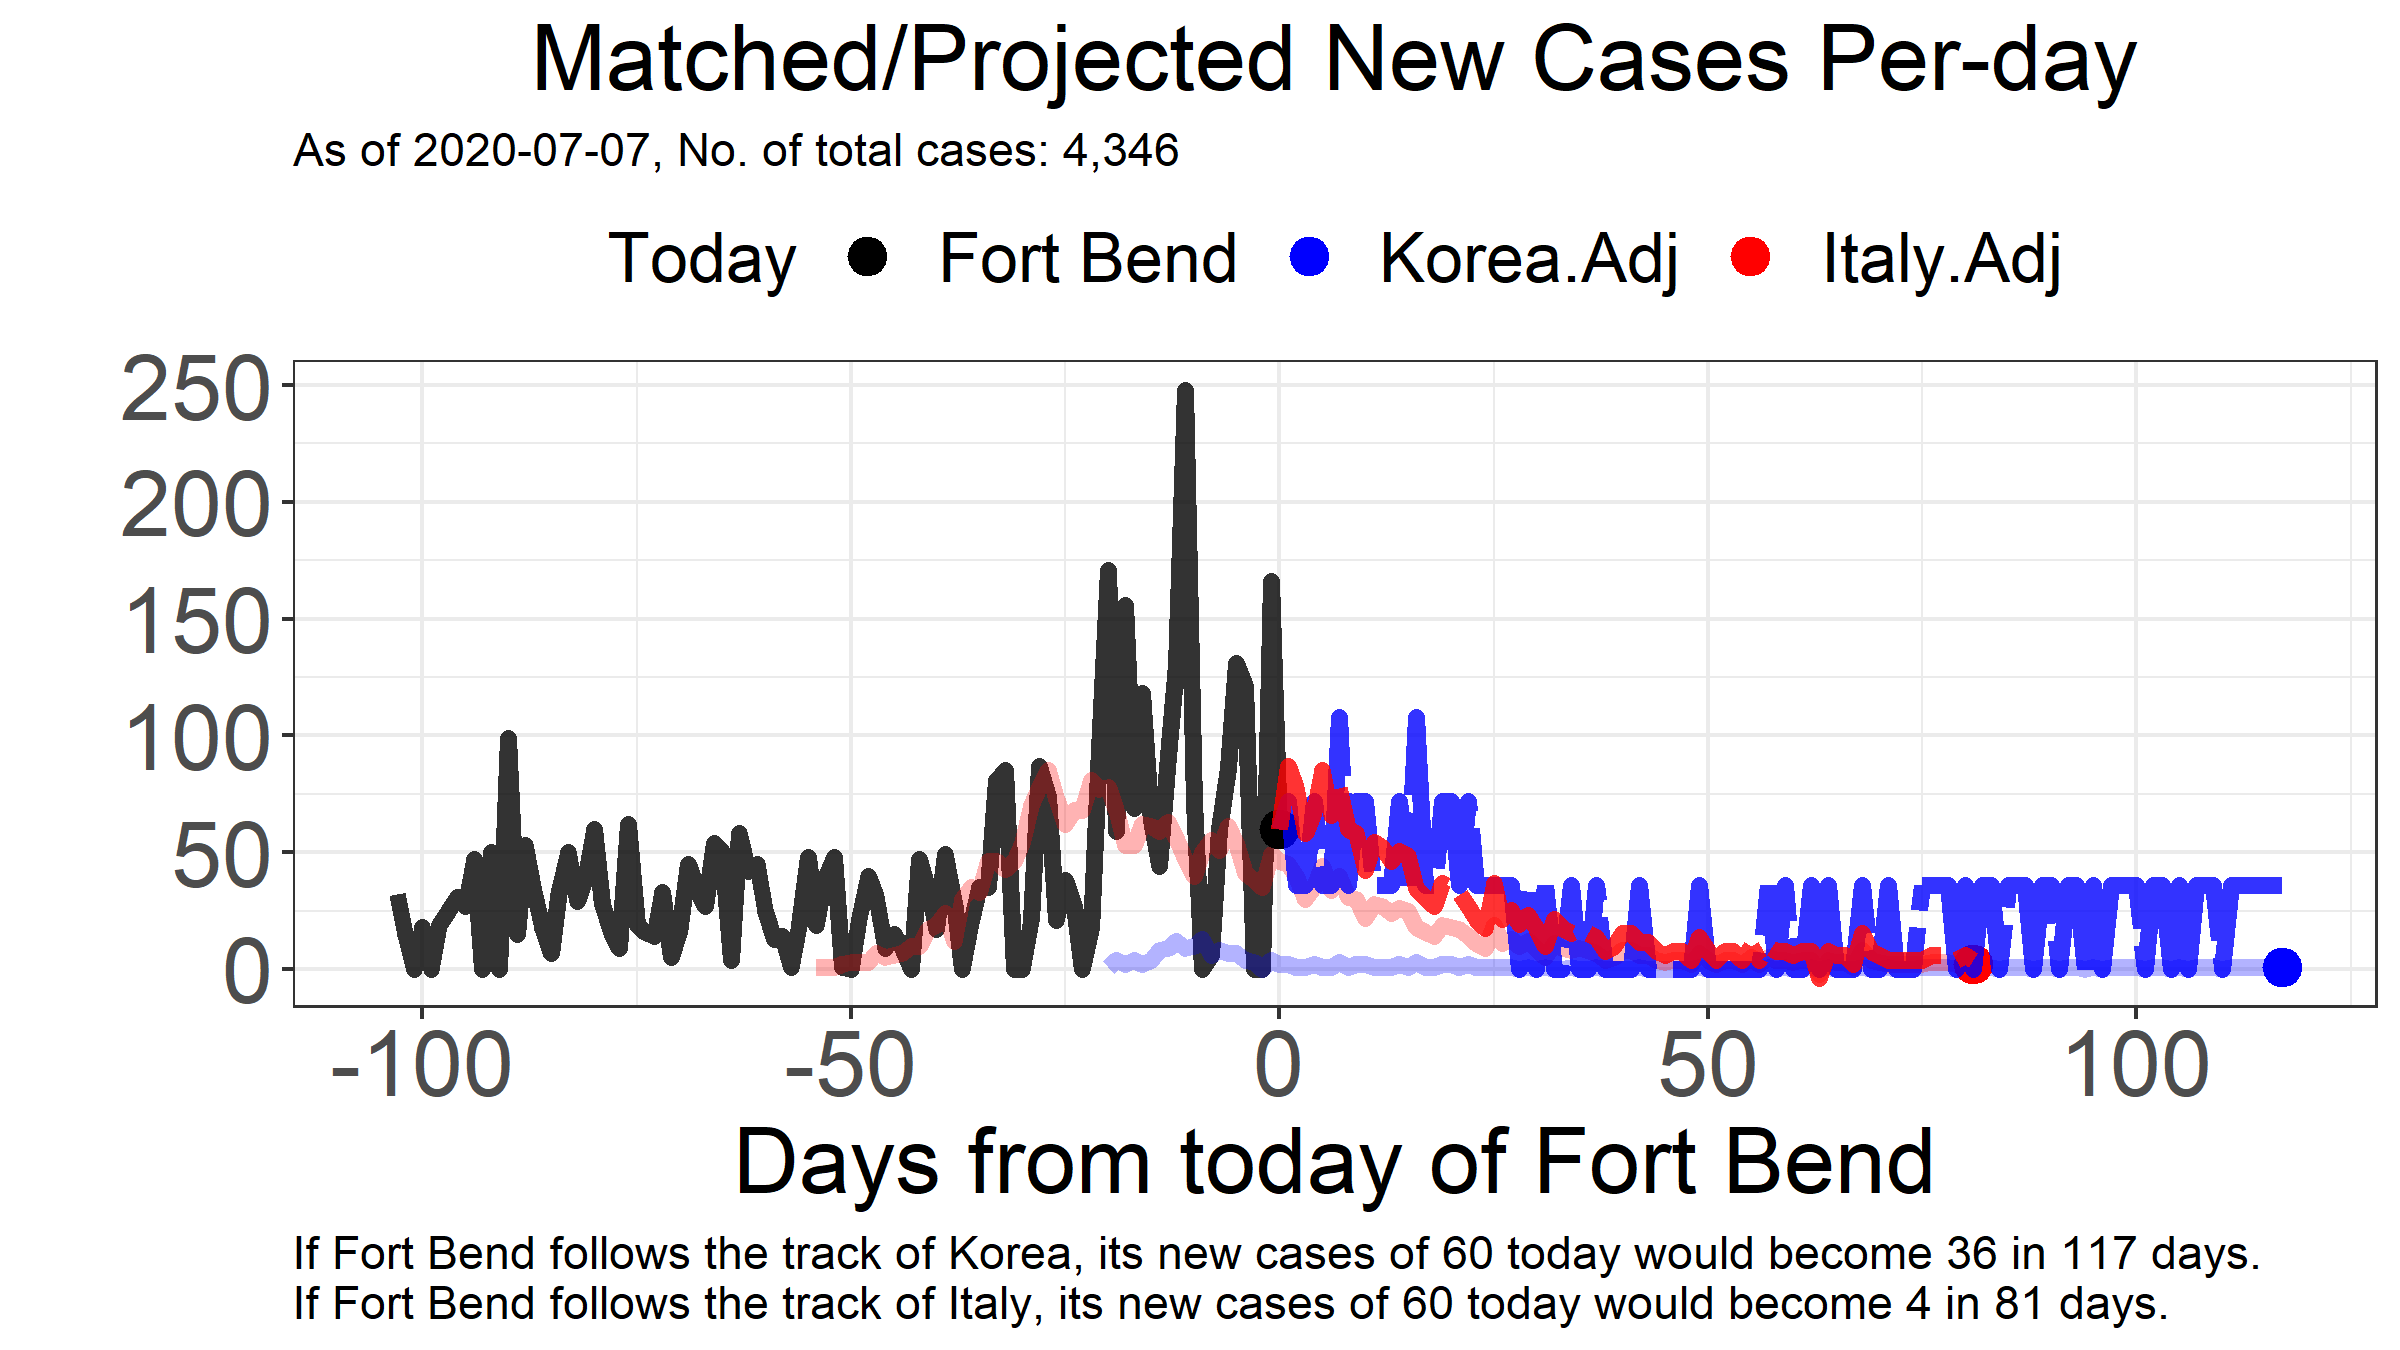 Matched/Projected New Cases Per-day
As of 2020-07-07, No. of total cases: 4,346
Today Fort Bend Korea.Adj Italy.Adj
250
200
150
100
50
0
-100 -50 0 50 100
Days from today of Fort Bend
If Fort Bend follows the track of Korea, its new cases of 60 today would become 36 in 117 days.
If Fort Bend follows the track of Italy, its new cases of 60 today would become 4 in 81 days.